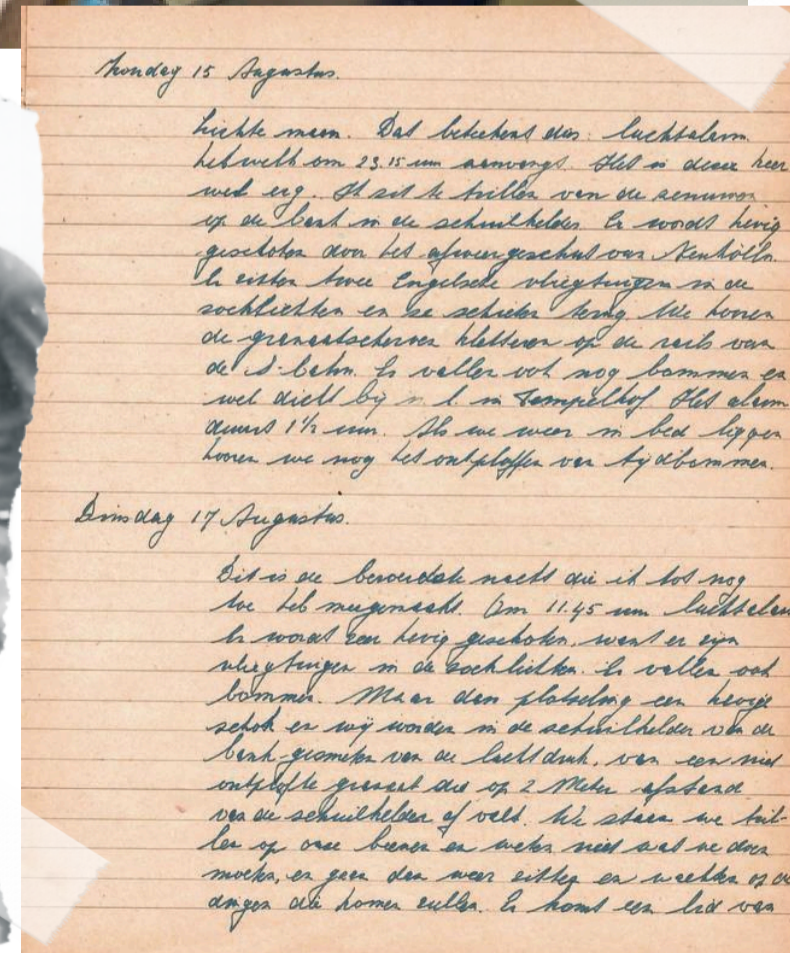 Zondag 15 Augustus.
Lichte maan. Dat beteekent dus: luchtalarm.
Hetwelk om 23.15 uur aanvangt. Het is deze keer
wel erg. Ik zit te trillen van de zenuwen
op de bank in de schuilkelder. Er wordt hevig
geschoten door het afweergeschut van Neukölln.
Er zitten twee Engelsche vliegtuigen in de
zoeklichten en ze schieten terug. We hooren
de granaatscherven kletteren op de rails van
de S-bahn. Er vallen ook nog bommen en
wel dicht bij n.l. in Tempelhof. Het alarm
duurt 1½ uur. Als we weer in bed liggen
hooren we nog het ontploffen van tijdbommen.
Dinsdag 17 Augustus.
Dit is de beroerdste nacht die ik tot nog
toe heb meegemaakt. Om 11.45 uur luchtalarm
Er wordt zeer hevig geschoten, want er zijn
vliegtuigen in de zoeklichten. Er vallen ook
bommen. Maar dan plotseling een hevige
schok en wij worden in de schuilkelder van de
bank gesmeten van de luchtdruk, van een niet
ontplofte granaat die op 2 Meter afstand
van de schuilkelder af valt. We staan te tril-
len op onze beenen en weten niet wat we doen
moeten, en gaan dan weer zitten en wachten op de
dingen die komen zullen. Er komt een lid van